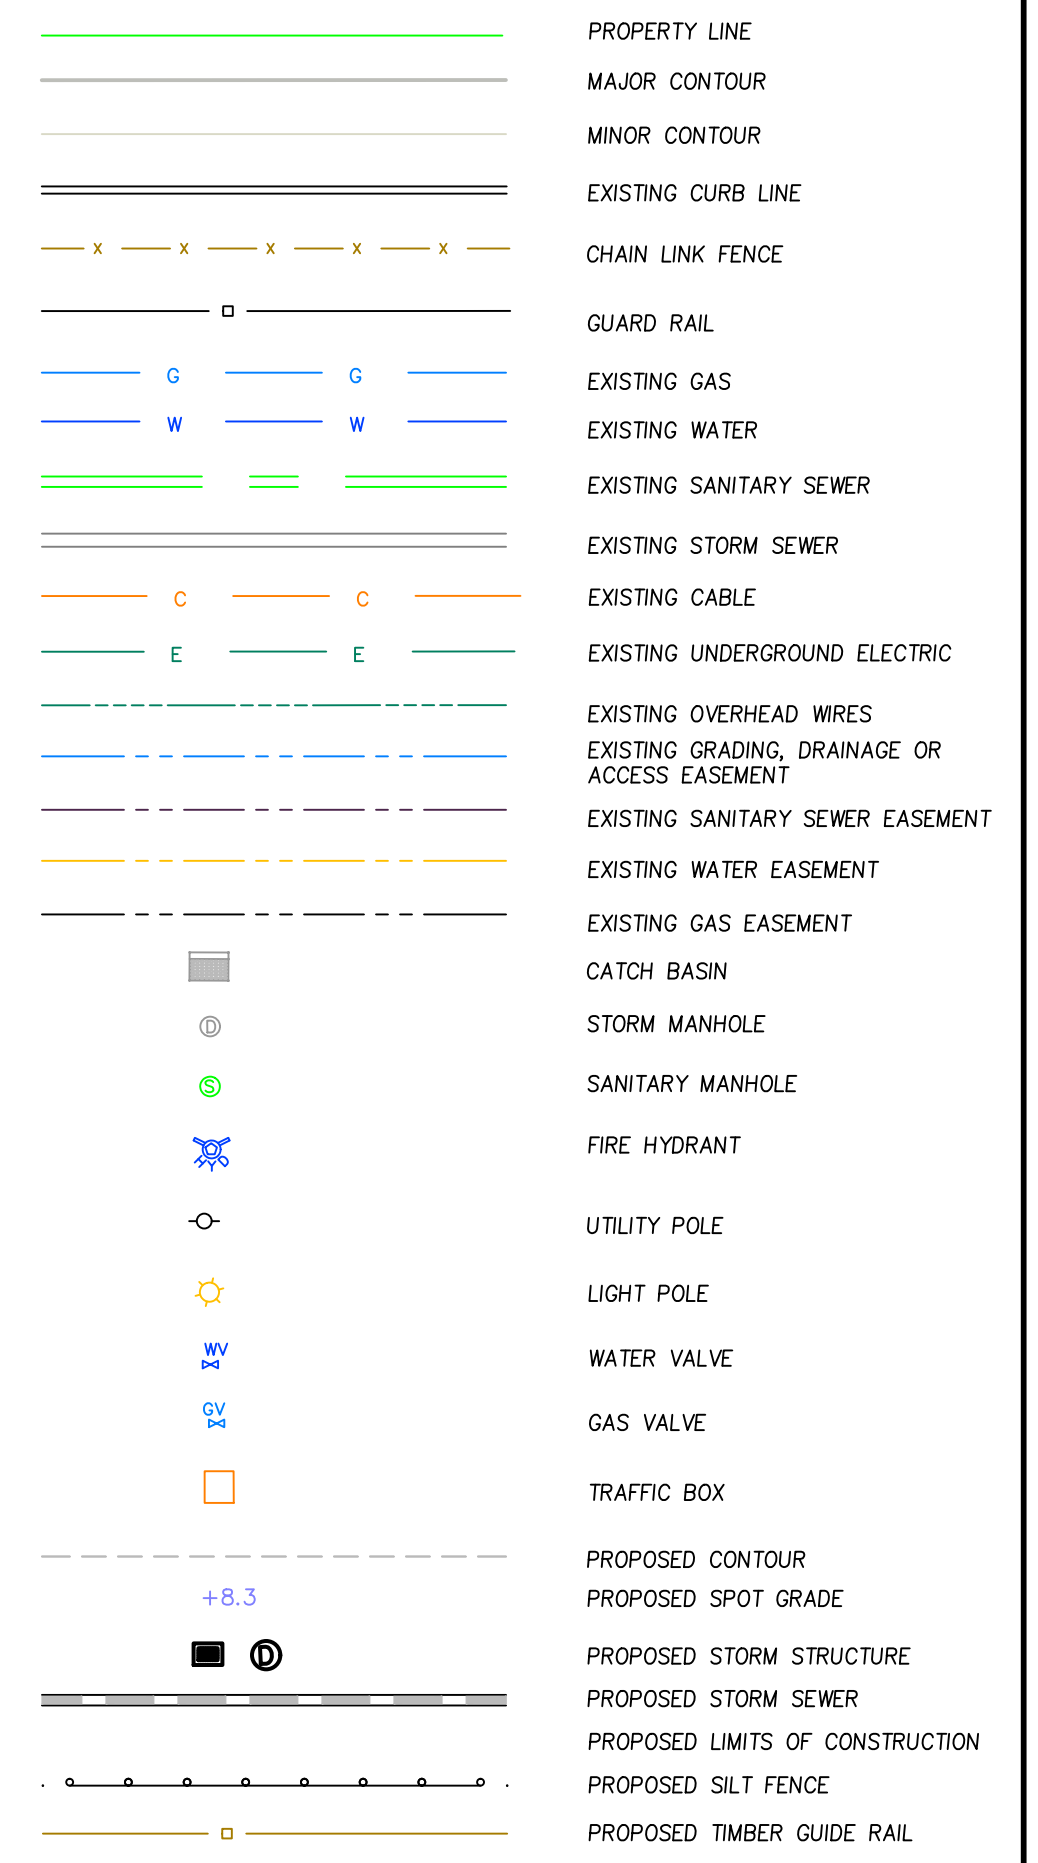 PROPERTY LINE
MAJOR CONTOUR
MINOR CONTOUR
EXISTING CURB LINE
X X X X X CHAIN LINK FENCE
GUARD RAIL
G G EXISTING GAS
W W EXISTING WATER
EXISTING SANITARY SEWER
EXISTING STORM SEWER
C C EXISTING CABLE
E E EXISTING UNDERGROUND ELECTRIC
EXISTING OVERHEAD WIRES
EXISTING GRADING, DRAINAGE OR
ACCESS EASEMENT
EXISTING SANITARY SEWER EASEMENT
EXISTING WATER EASEMENT
EXISTING GAS EASEMENT
CATCH BASIN
D STORM MANHOLE
S SANITARY MANHOLE
HYD FIRE HYDRANT
UTILITY POLE
LIGHT POLE
WV WATER VALVE
GV GAS VALVE
TRAFFIC BOX
PROPOSED CONTOUR
+8.3 PROPOSED SPOT GRADE
D PROPOSED STORM STRUCTURE
PROPOSED STORM SEWER
PROPOSED LIMITS OF CONSTRUCTION
PROPOSED SILT FENCE
PROPOSED TIMBER GUIDE RAIL